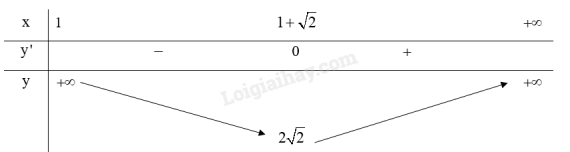 x 1 1+√2 +∞
y' − 0 +
y +∞ +∞
Loigiaihay.com
2√2